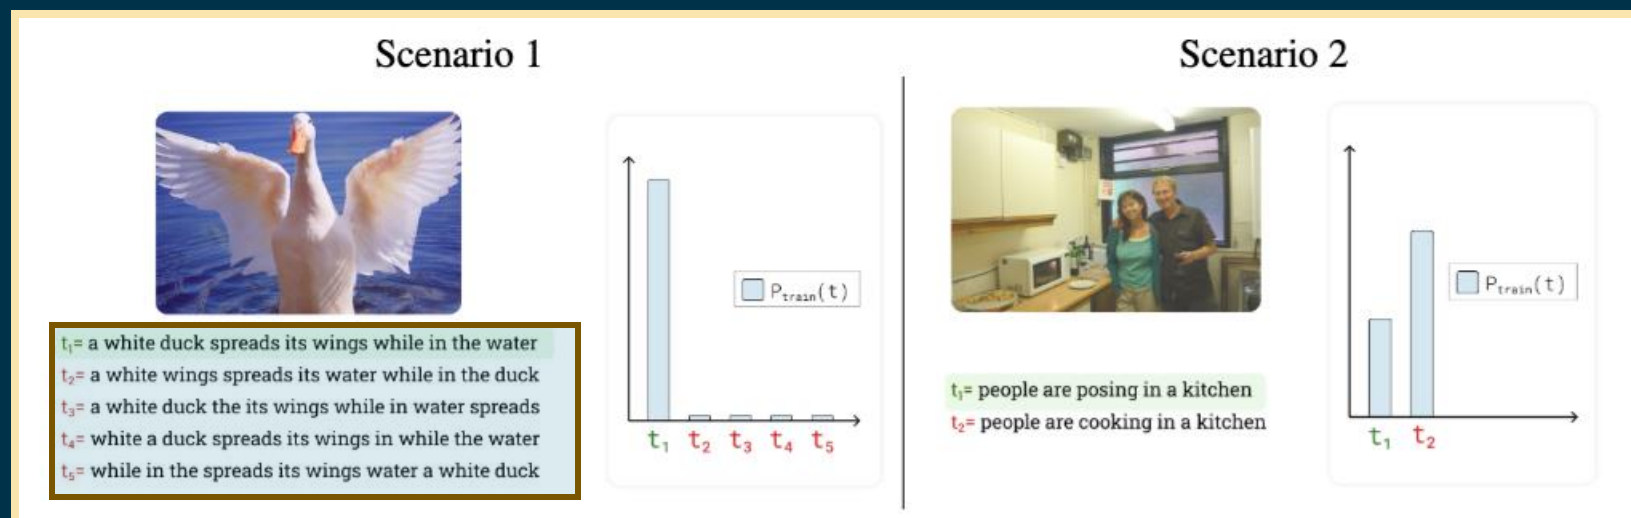 Scenario 1
t₁= a white duck spreads its wings while in the water
t₂= a white wings spreads its water while in the duck
t₃= a white duck the its wings while in water spreads
t₄= white a duck spreads its wings in while the water
t₅= while in the spreads its wings water a white duck
P_train(t)
t₁ t₂ t₃ t₄ t₅
Scenario 2
t₁= people are posing in a kitchen
t₂= people are cooking in a kitchen
P_train(t)
t₁ t₂